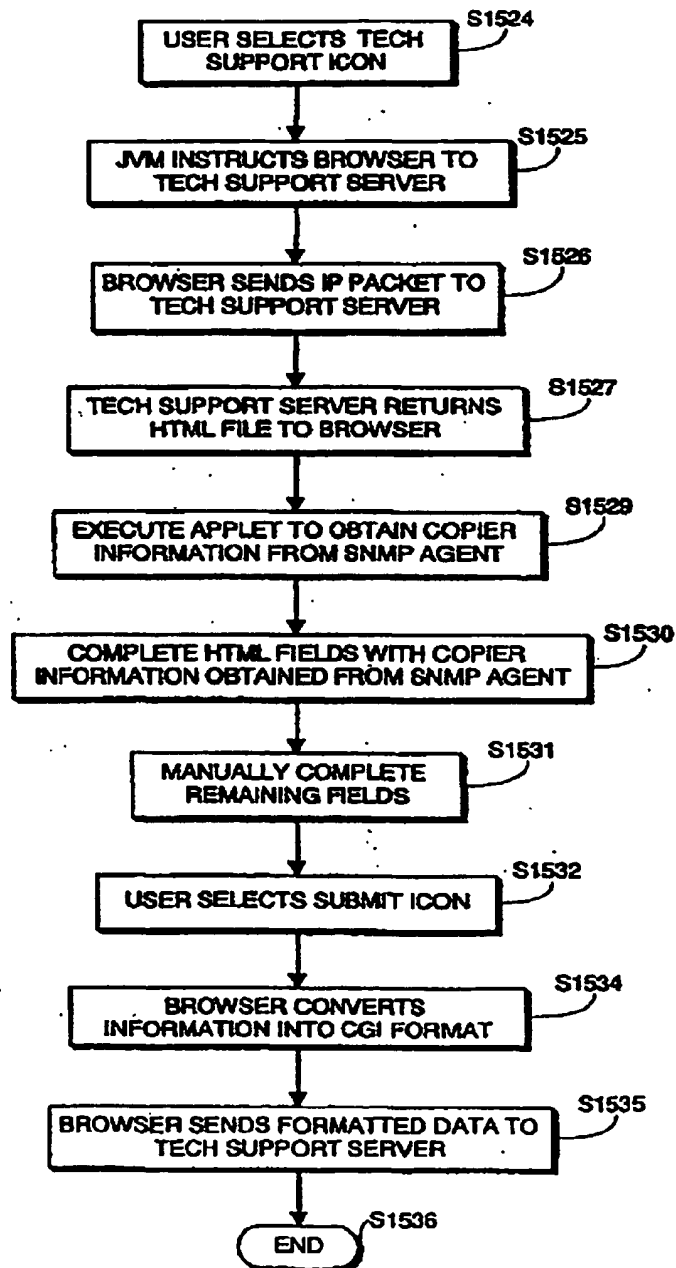 S1524
USER SELECTS TECH
SUPPORT ICON
S1525
JVM INSTRUCTS BROWSER TO
TECH SUPPORT SERVER
S1526
BROWSER SENDS IP PACKET TO
TECH SUPPORT SERVER
S1527
TECH SUPPORT SERVER RETURNS
HTML FILE TO BROWSER
S1529
EXECUTE APPLET TO OBTAIN COPIER
INFORMATION FROM SNMP AGENT
S1530
COMPLETE HTML FIELDS WITH COPIER
INFORMATION OBTAINED FROM SNMP AGENT
S1531
MANUALLY COMPLETE
REMAINING FIELDS
S1532
USER SELECTS SUBMIT ICON
S1534
BROWSER CONVERTS
INFORMATION INTO CGI FORMAT
S1535
BROWSER SENDS FORMATTED DATA TO
TECH SUPPORT SERVER
S1536
END